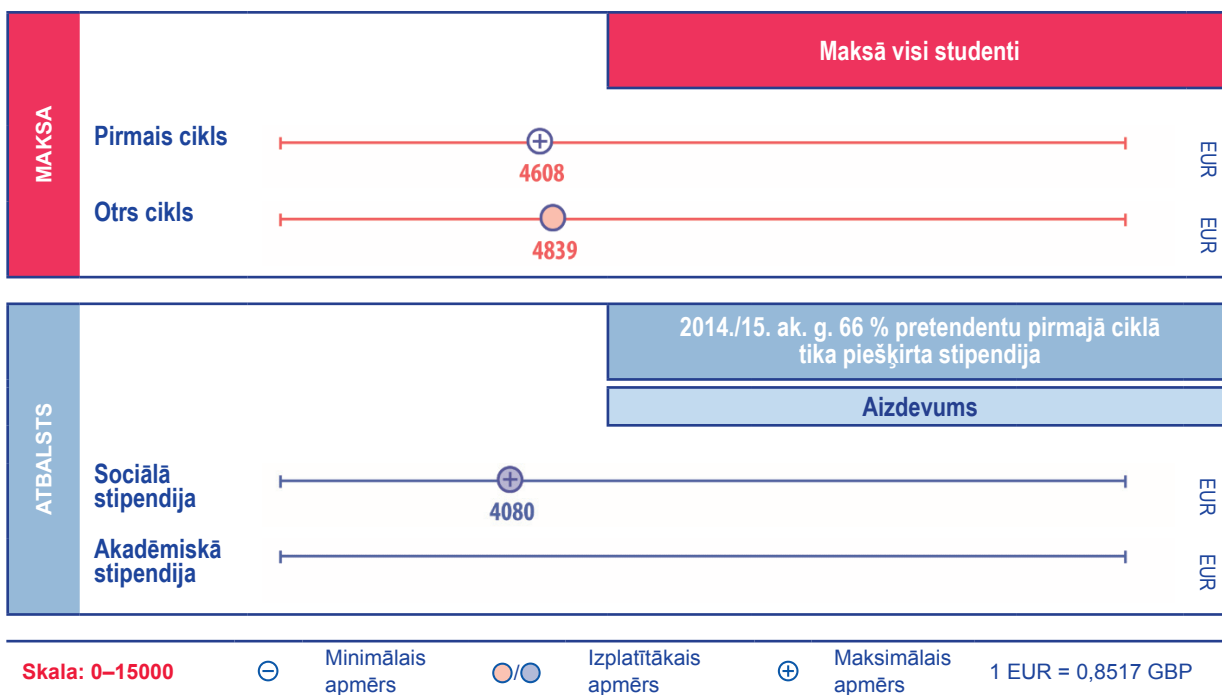 MAKSA
Maksā visi studenti
Pirmais cikls
4608
EUR
Otrs cikls
4839
EUR
ATBALSTS
2014./15. ak. g. 66 % pretendentu pirmajā ciklā
tika piešķirta stipendija
Aizdevums
Sociālā
stipendija
4080
EUR
Akadēmiskā
stipendija
EUR
Skala: 0–15000
Minimālais
apmērs
/
Izplatītākais
apmērs
Maksimālais
apmērs
1 EUR = 0,8517 GBP